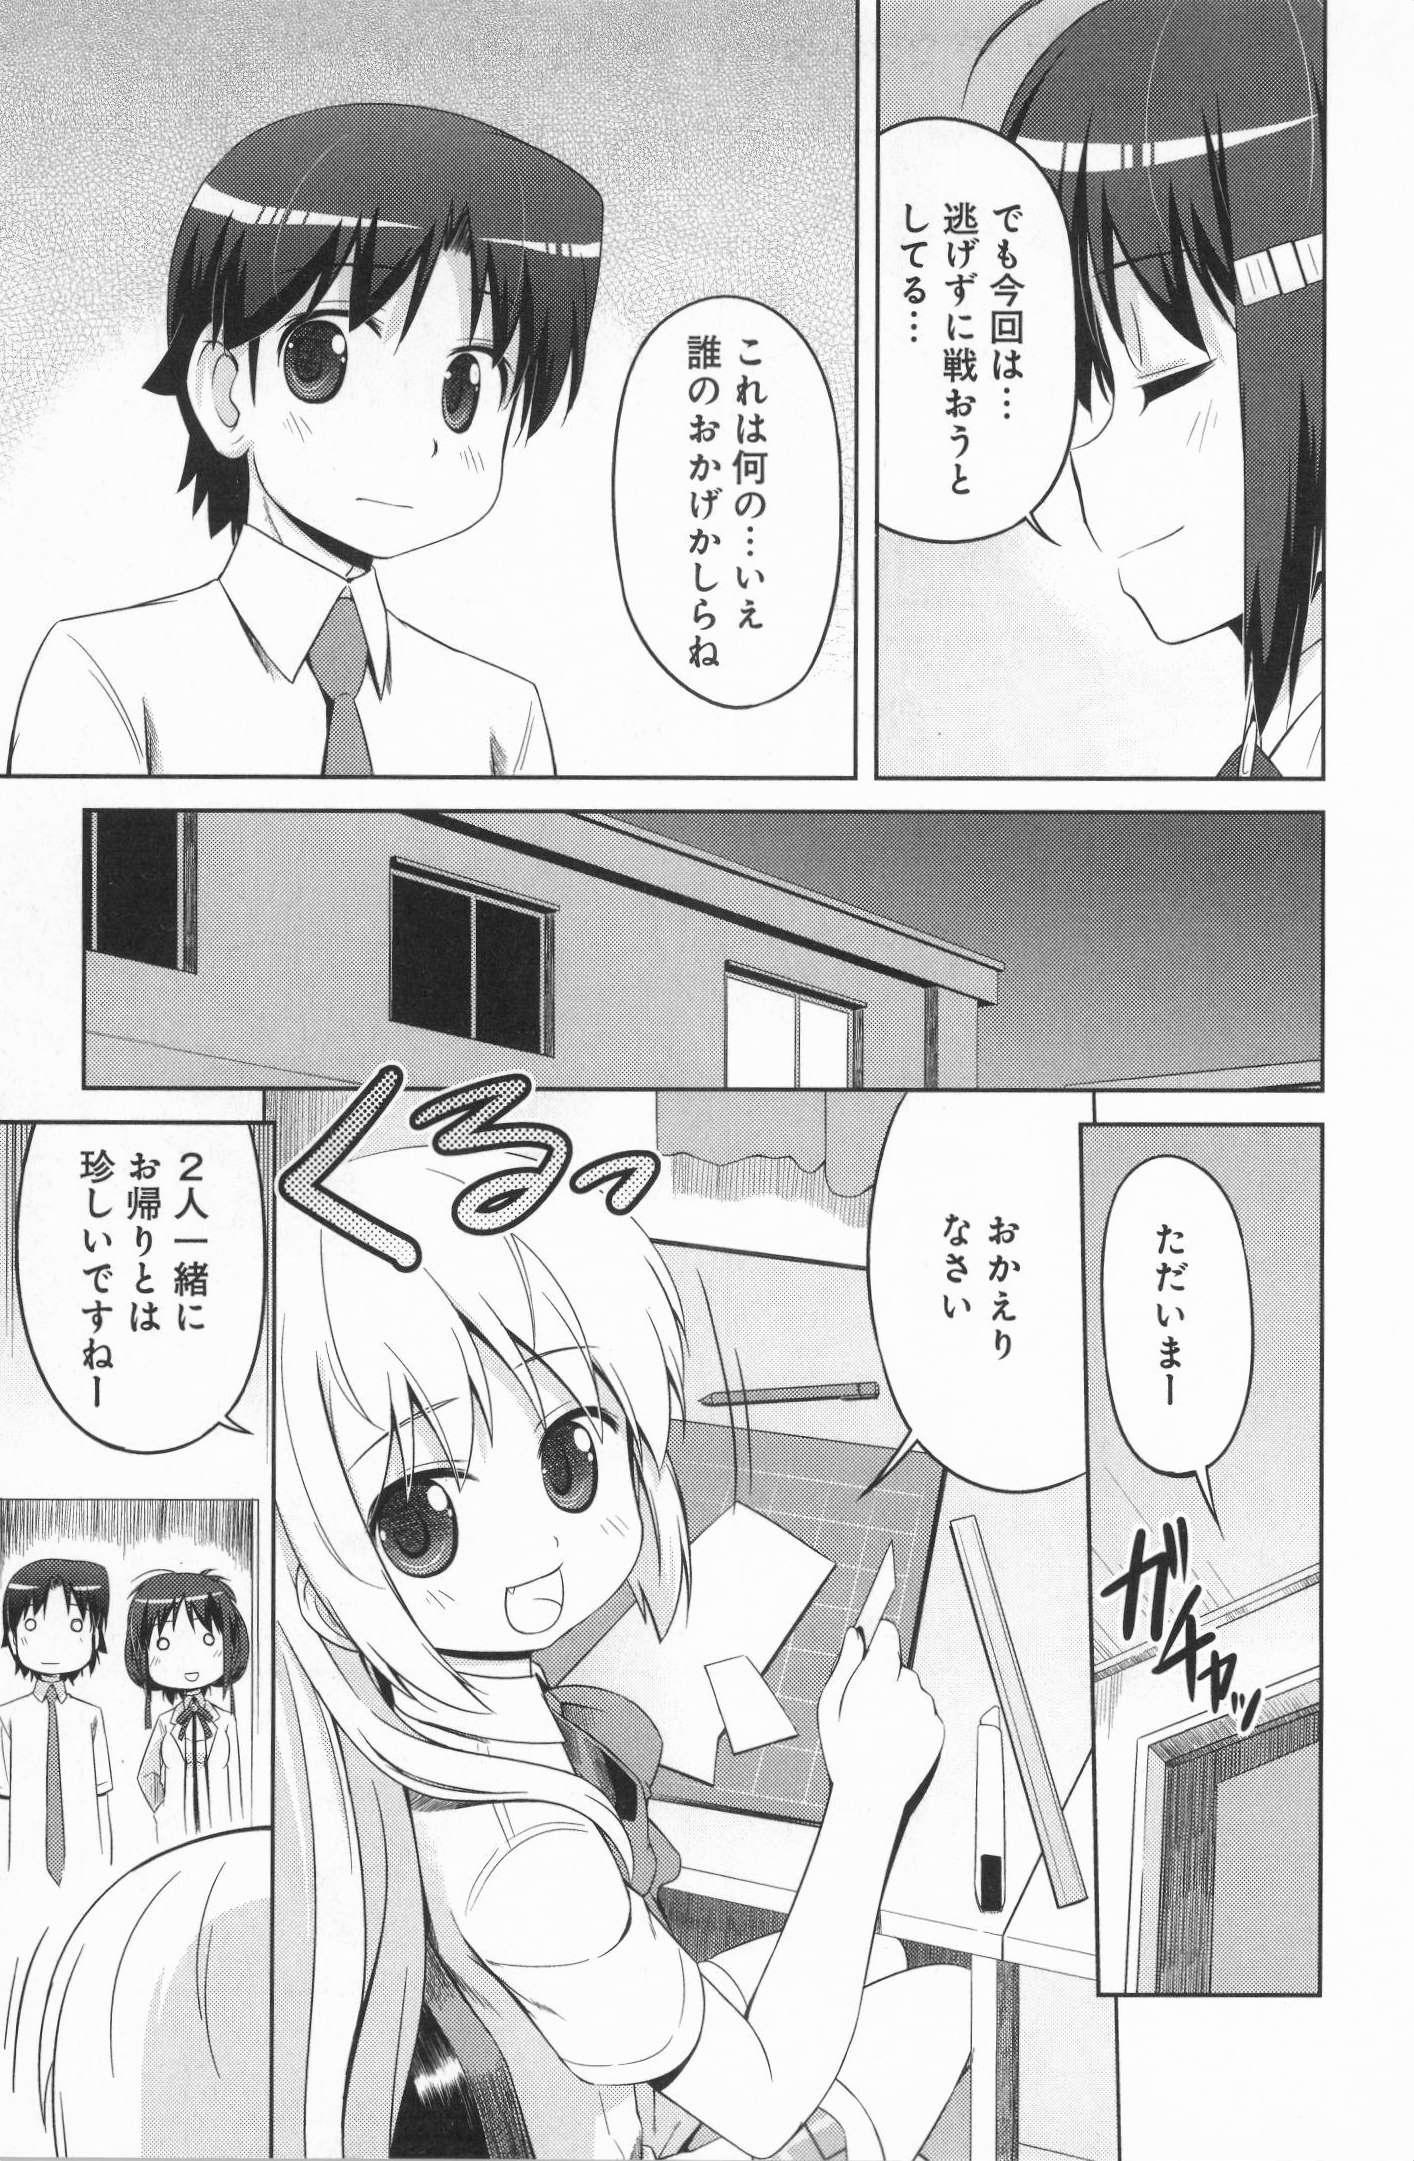 でも今回は…
逃げずに戦おうと
してる…
これは何の…いえ
誰のおかげかしらね
ただいまー
ガチャッ
おかえり
なさい
くるっ
2人一緒に
お帰りとは
珍しいですねー